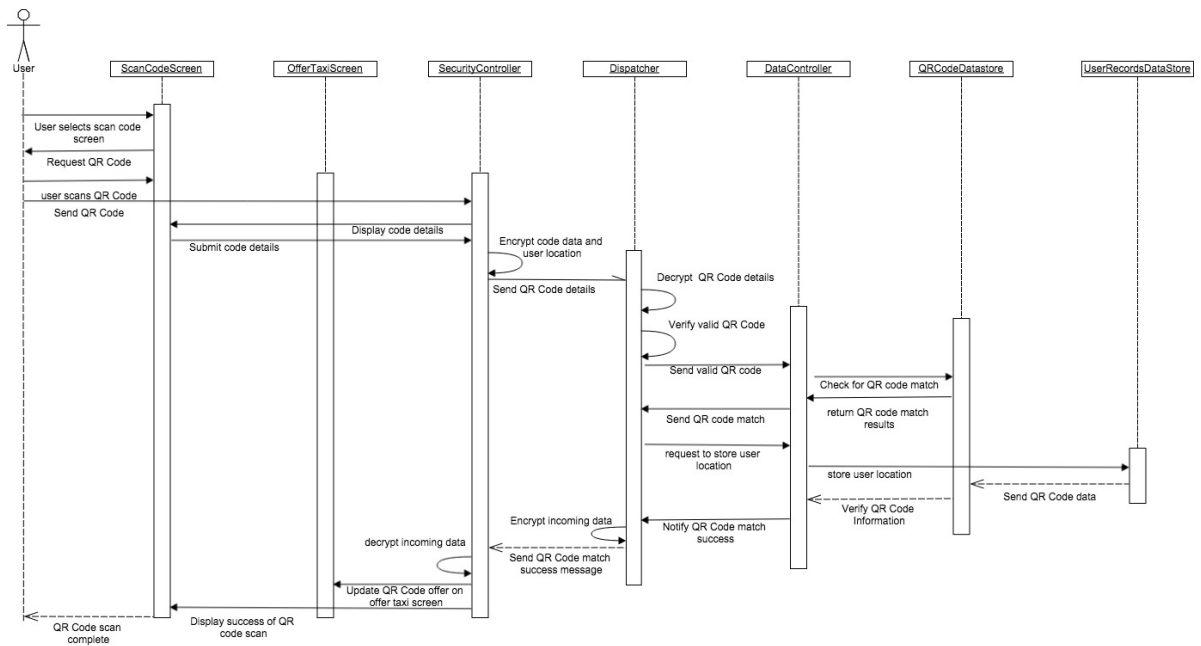 User
ScanCodeScreen
OfferTaxiScreen
SecurityController
Dispatcher
DataController
QRCodeDatastore
UserRecordsDataStore
User selects scan code
screen
Request QR Code
user scans QR Code
Send QR Code
Display code details
Submit code details
Encrypt code data and
user location
Send QR Code details
Decrypt QR Code details
Verify valid QR Code
Send valid QR code
Check for QR code match
return QR code match
results
Send QR code match
request to store user
location
store user location
Send QR Code data
Verify QR Code
Information
Notify QR Code match
success
Encrypt incoming data
Send QR Code match
success message
decrypt incoming data
Update QR Code offer on
offer taxi screen
Display success of QR
code scan
QR Code scan
complete